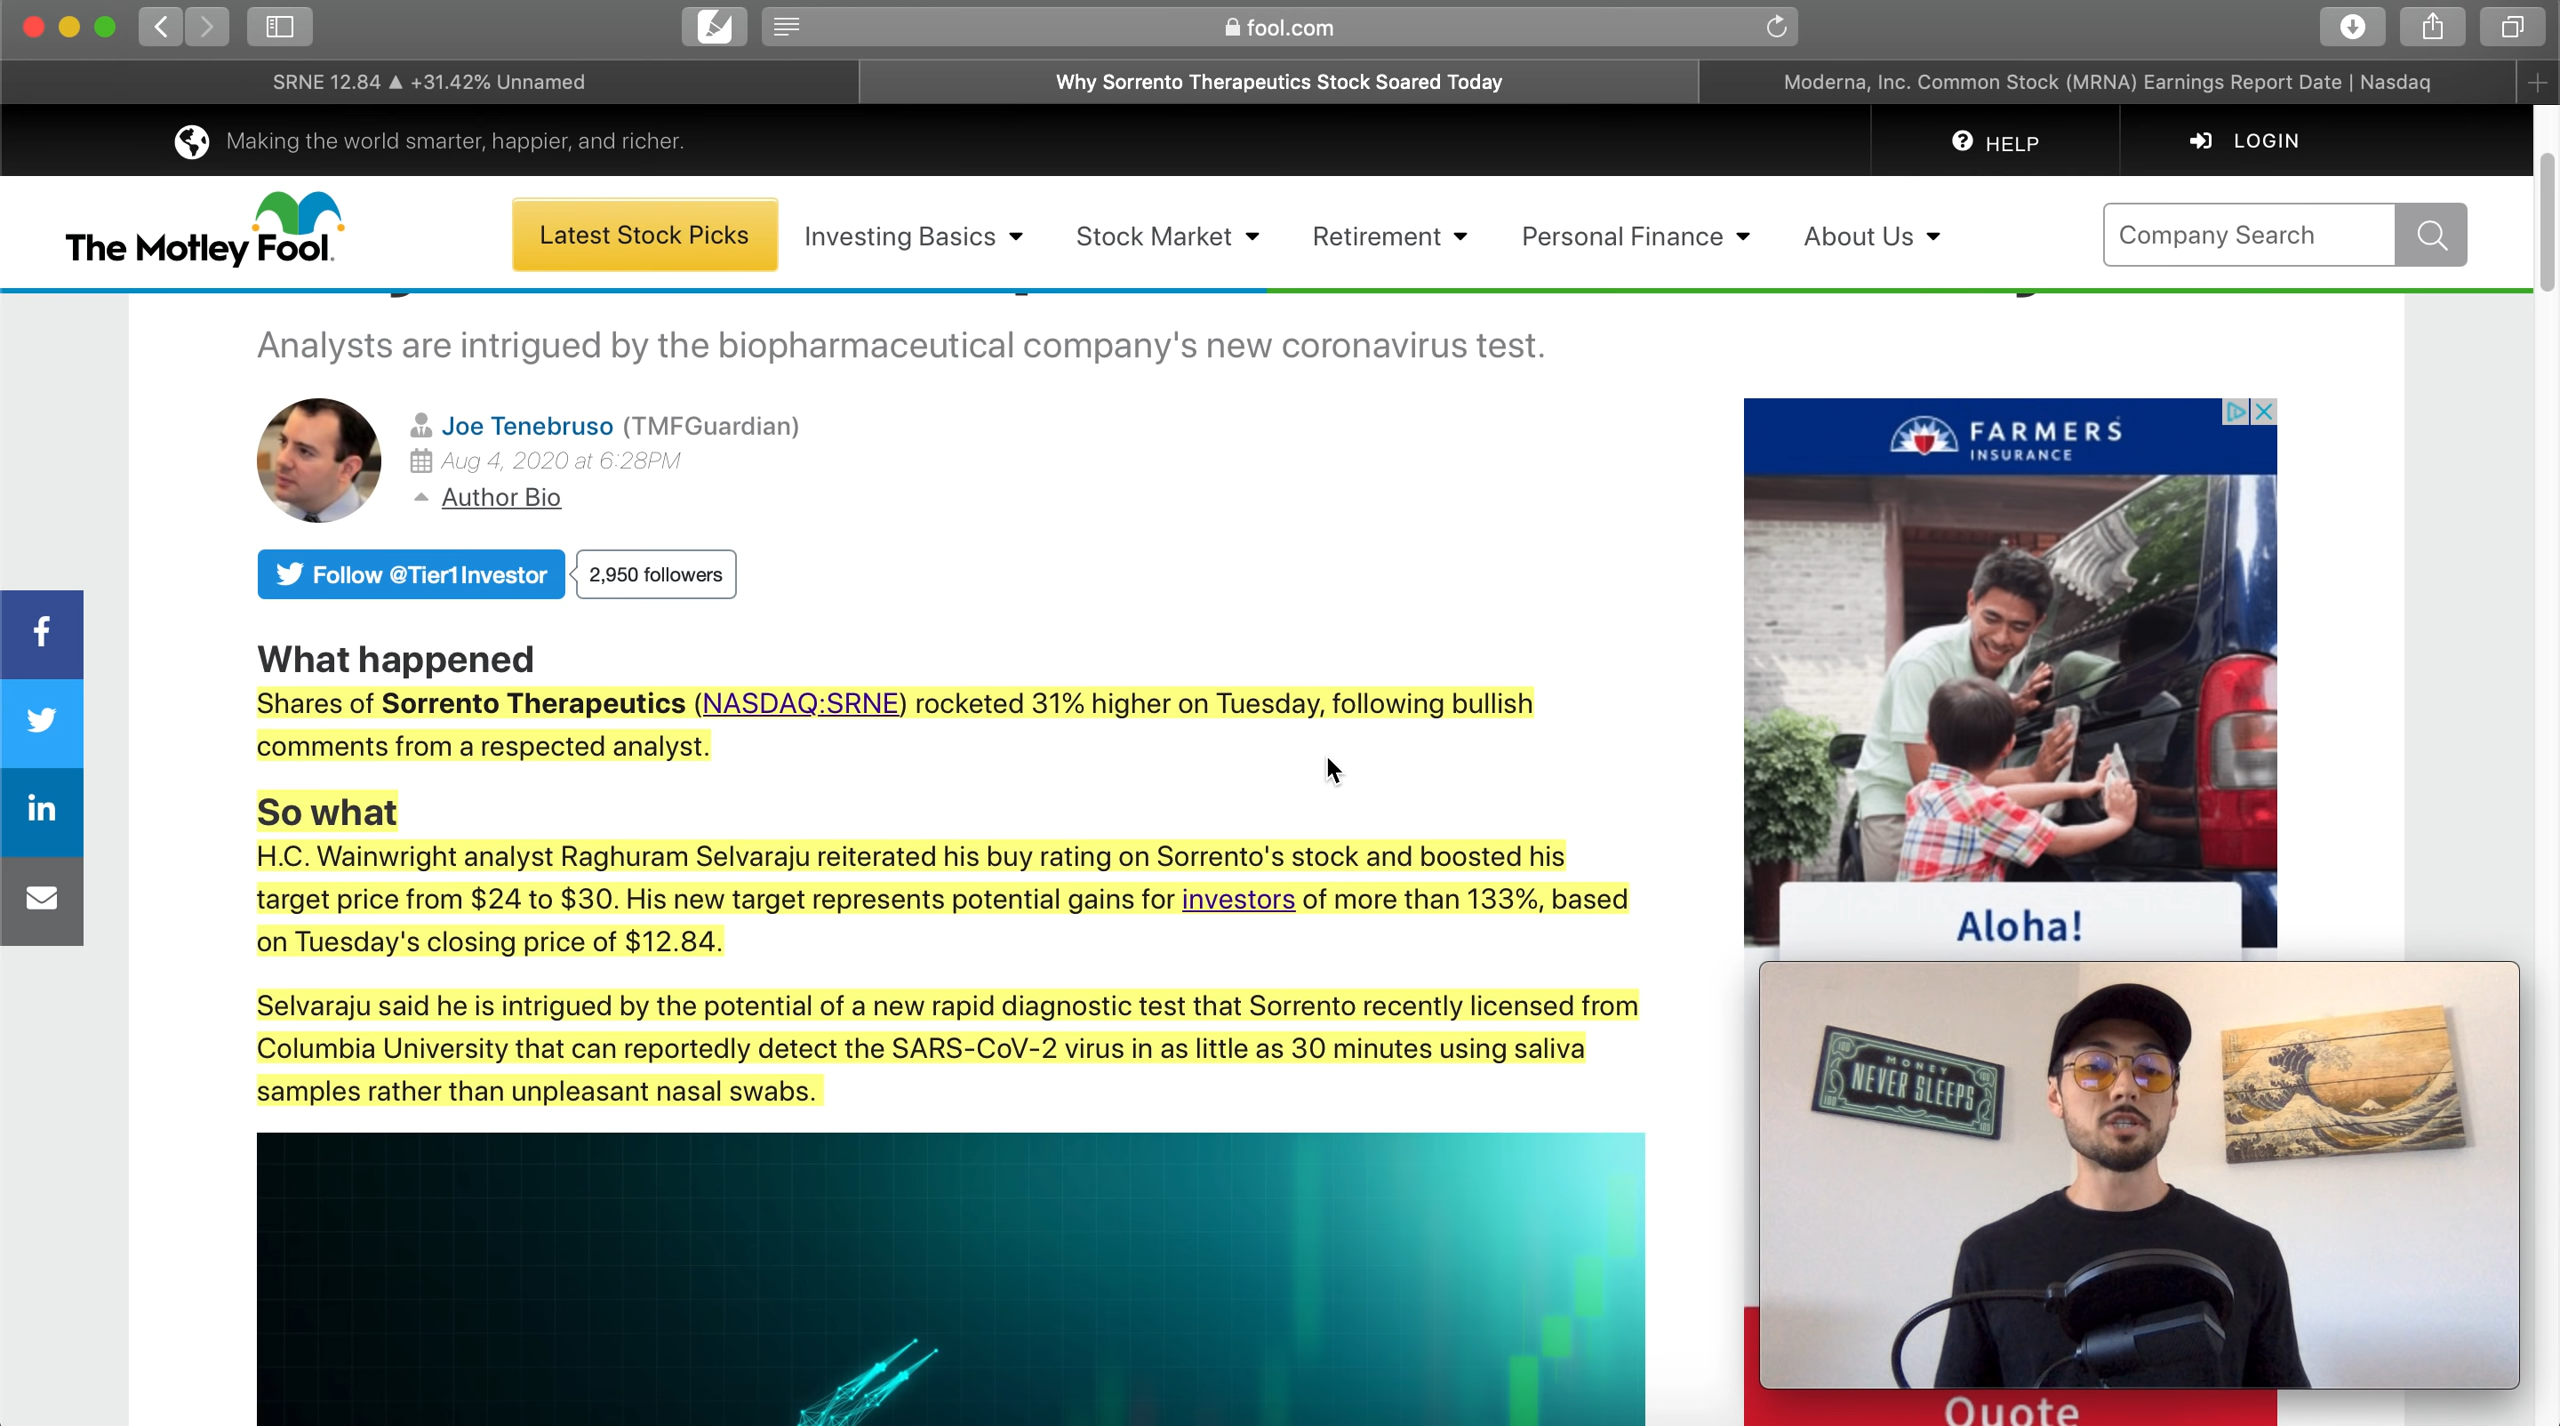 fool.com
SRNE 12.84 ▲ +31.42% Unnamed
Why Sorrento Therapeutics Stock Soared Today
Moderna, Inc. Common Stock (MRNA) Earnings Report Date | Nasdaq
Making the world smarter, happier, and richer.
HELP
LOGIN
The Motley Fool.
Latest Stock Picks
Investing Basics
Stock Market
Retirement
Personal Finance
About Us
Company Search
Analysts are intrigued by the biopharmaceutical company's new coronavirus test.
Joe Tenebruso (TMFGuardian)
Aug 4, 2020 at 6:28PM
Author Bio
Follow @Tier1Investor
2,950 followers
What happened
Shares of Sorrento Therapeutics (NASDAQ:SRNE) rocketed 31% higher on Tuesday, following bullish
comments from a respected analyst.
So what
H.C. Wainwright analyst Raghuram Selvaraju reiterated his buy rating on Sorrento's stock and boosted his
target price from $24 to $30. His new target represents potential gains for investors of more than 133%, based
on Tuesday's closing price of $12.84.
Selvaraju said he is intrigued by the potential of a new rapid diagnostic test that Sorrento recently licensed from
Columbia University that can reportedly detect the SARS-CoV-2 virus in as little as 30 minutes using saliva
samples rather than unpleasant nasal swabs.
FARMERS
INSURANCE
Aloha!
MONEY
NEVER SLEEPS
100
100
100
100
Quote